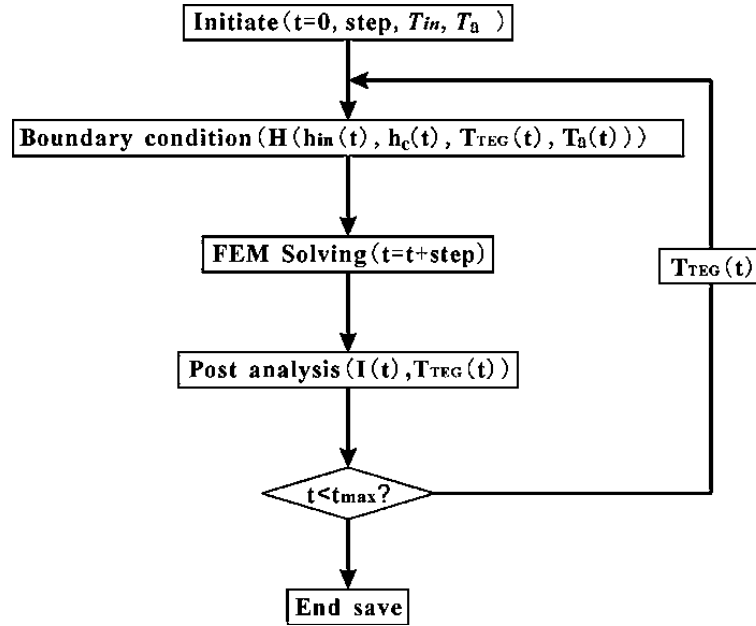 Initiate(t=0, step, Tin, Ta )
Boundary condition(H(hin(t), hc(t), TTEG(t), Ta(t)))
FEM Solving(t=t+step)
TTEG(t)
Post analysis(I(t),TTEG(t))
t<tmax?
End save